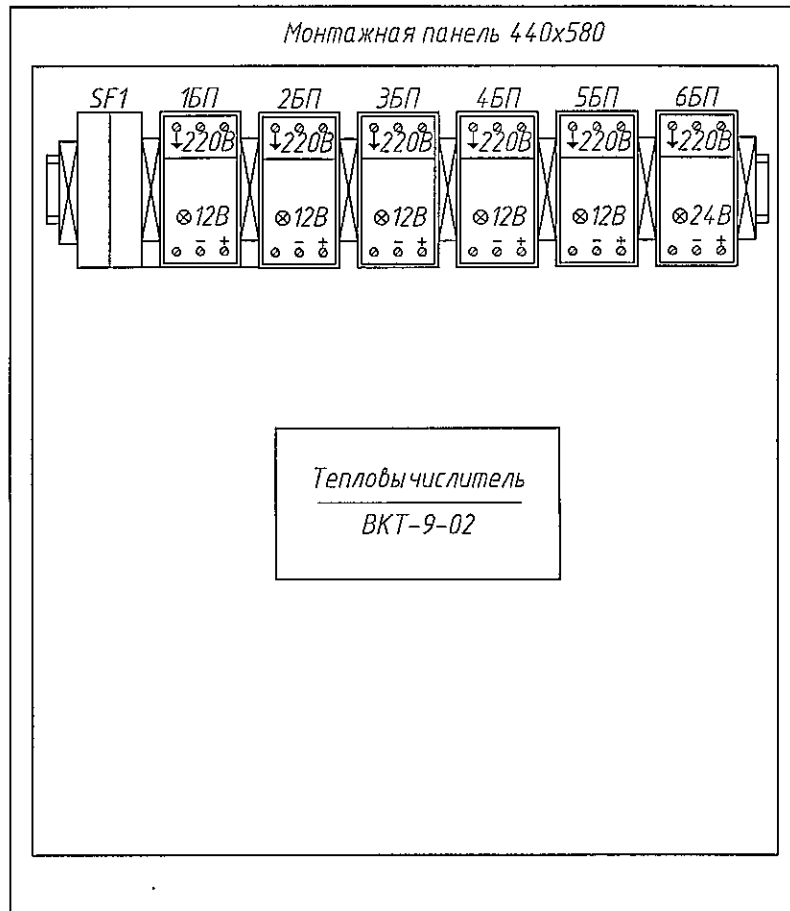 Монтажная панель 440х580
SF1 1БП 2БП 3БП 4БП 5БП 6БП
220В 220В 220В 220В 220В 220В
12В 12В 12В 12В 12В 24В
− + − + − + − + − + − +
Тепловычислитель
ВКТ-9-02